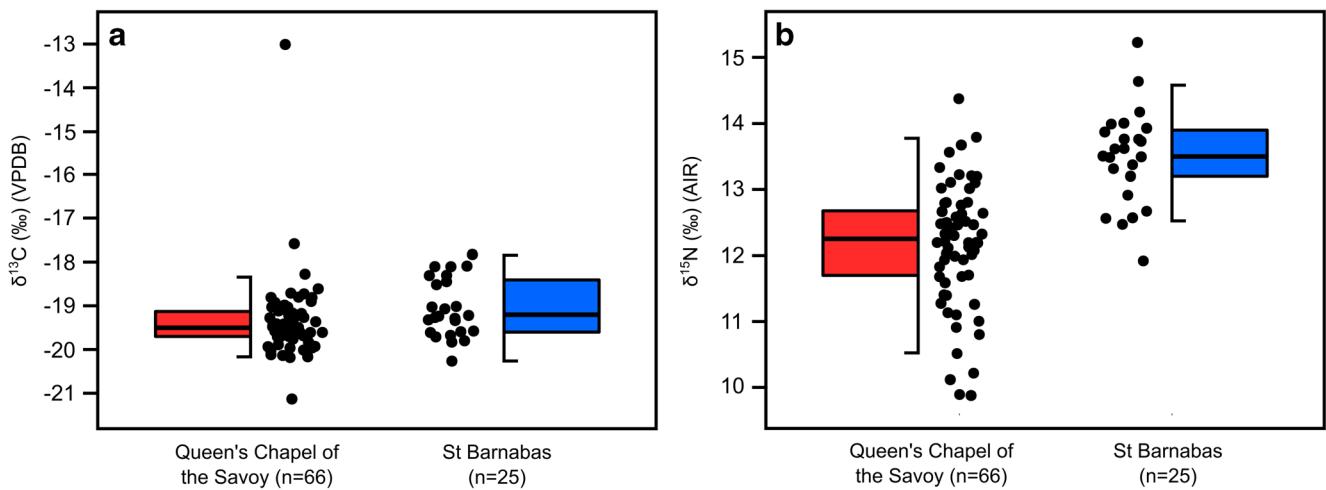 a
-13
-14
-15
-16
-17
-18
-19
-20
-21
δ13C (‰) (VPDB)
Queen's Chapel of
the Savoy (n=66)
St Barnabas
(n=25)
b
15
14
13
12
11
10
δ15N (‰) (AIR)
Queen's Chapel of
the Savoy (n=66)
St Barnabas
(n=25)